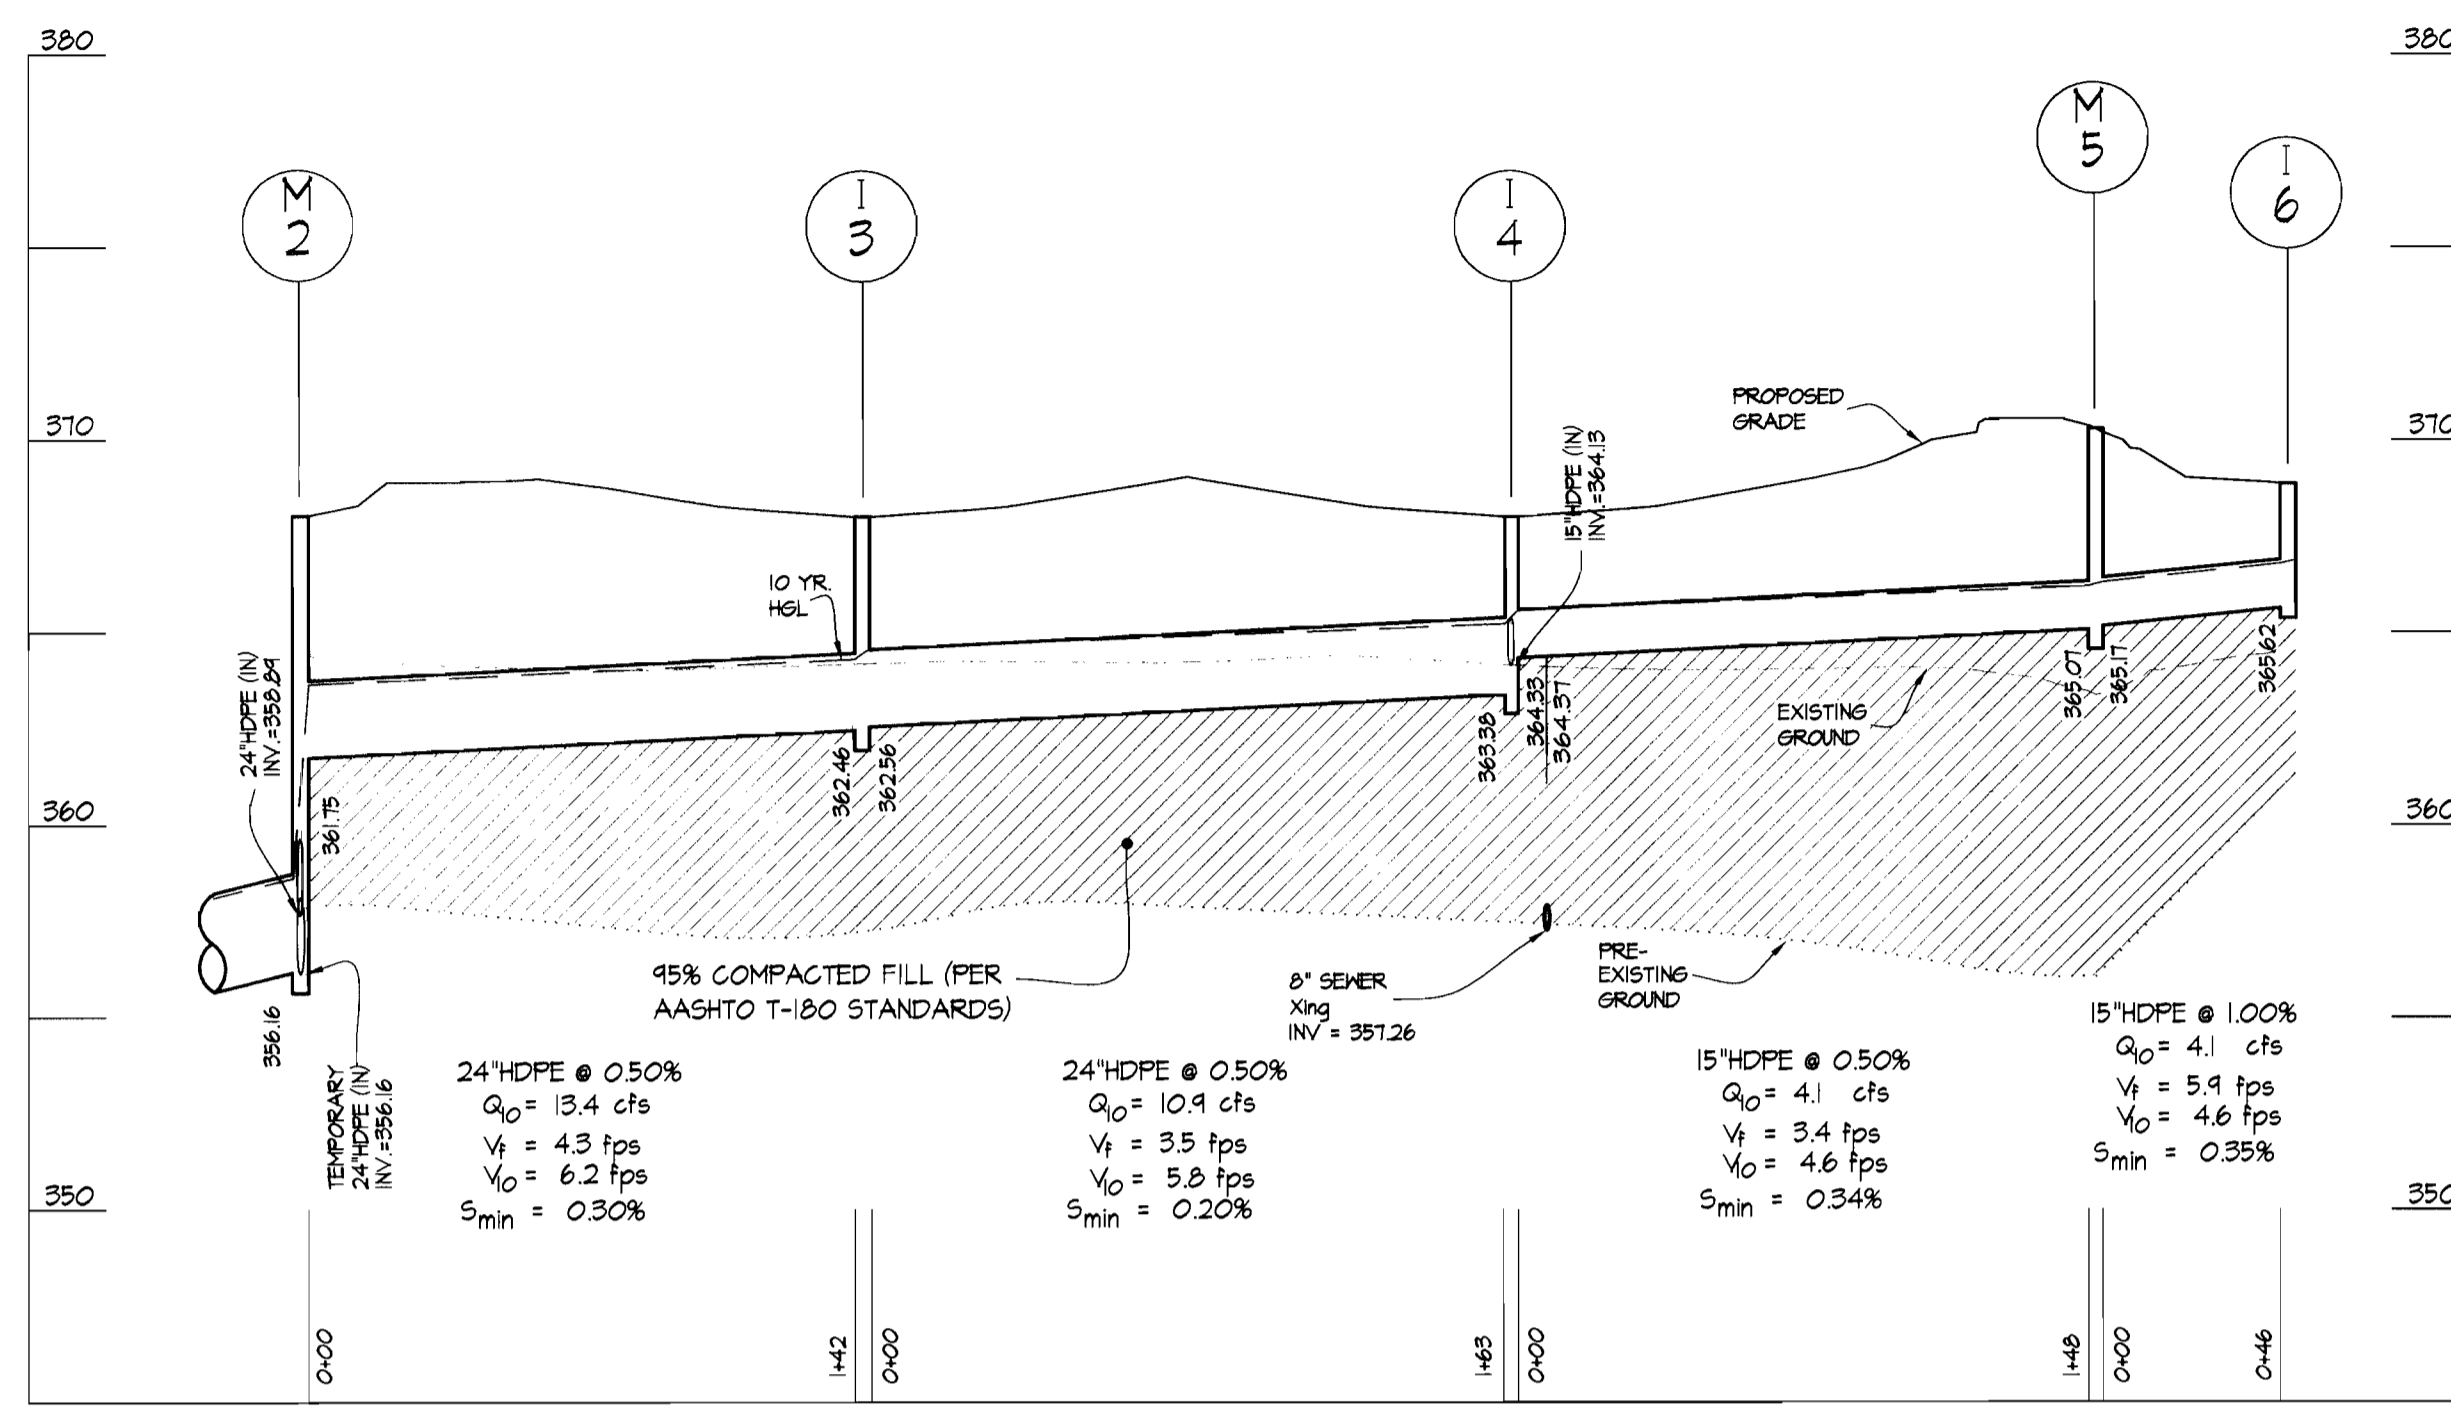 380
380
M
2
I
3
I
4
M
5
I
6
370
370
PROPOSED
GRADE
15"HDPE (IN)
INV.=364.13
10 YR.
HGL
24"HDPE (IN)
INV.=358.89
361.75
362.46
362.56
363.38
364.33
364.37
365.07
365.17
365.62
EXISTING
GROUND
360
360
356.16
TEMPORARY
24"HDPE (IN)
INV.=356.16
95% COMPACTED FILL (PER
AASHTO T-180 STANDARDS)
8" SEWER
Xing
INV = 357.26
PRE-
EXISTING
GROUND
24"HDPE @ 0.50%
Q10 = 13.4 cfs
Vf = 4.3 fps
V10 = 6.2 fps
Smin = 0.30%
24"HDPE @ 0.50%
Q10 = 10.9 cfs
Vf = 3.5 fps
V10 = 5.8 fps
Smin = 0.20%
15"HDPE @ 0.50%
Q10 = 4.1 cfs
Vf = 3.4 fps
V10 = 4.6 fps
Smin = 0.34%
15"HDPE @ 1.00%
Q10 = 4.1 cfs
Vf = 5.9 fps
V10 = 4.6 fps
Smin = 0.35%
350
350
0+00
1+42
0+00
1+63
0+00
1+48
0+00
0+46